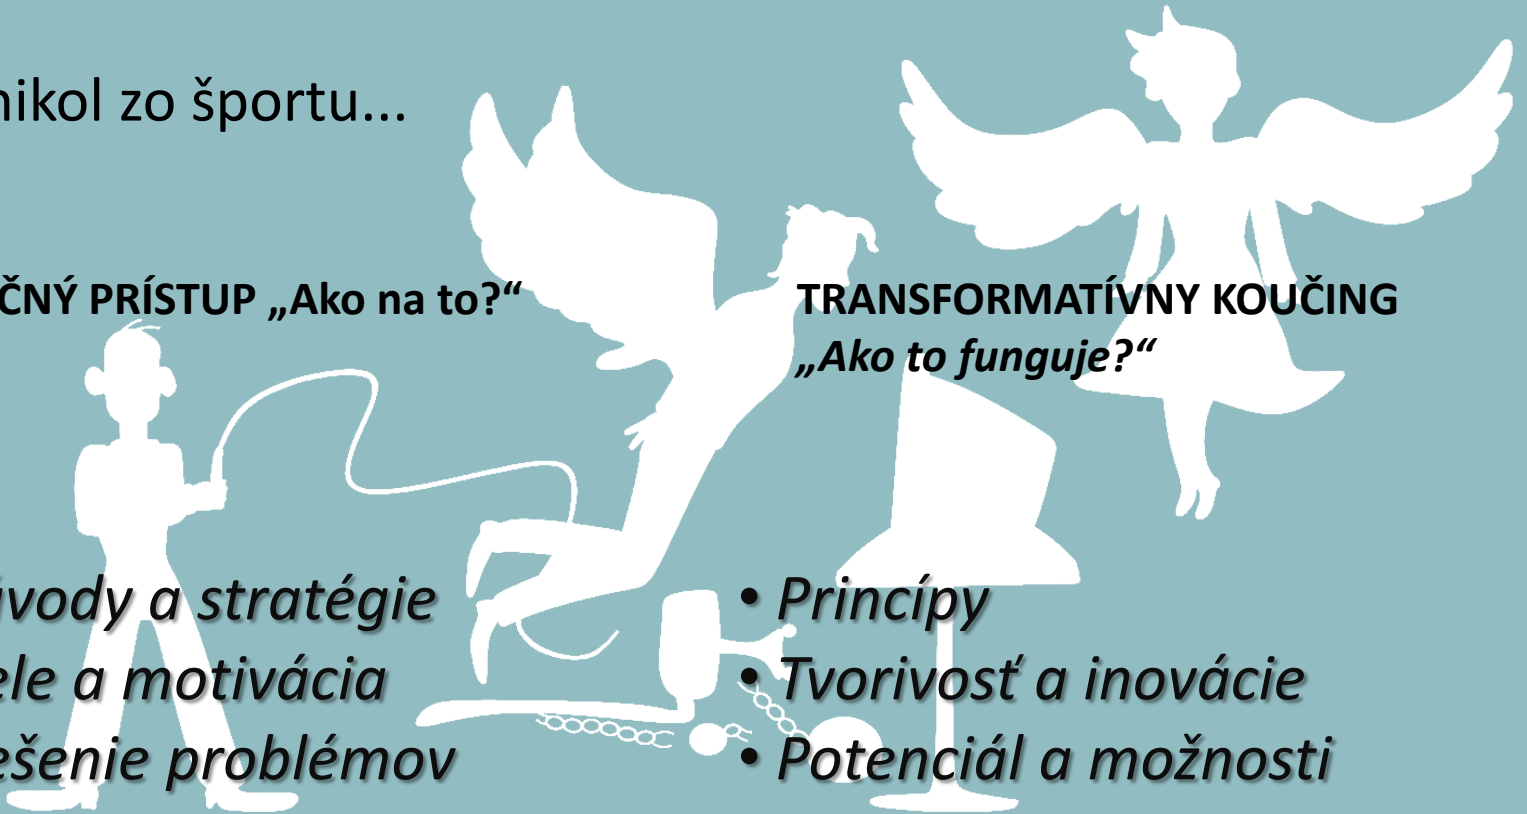 nikol zo športu...
ČNÝ PRÍSTUP „Ako na to?“
TRANSFORMATÍVNY KOUČING
„Ako to funguje?“
ávody a stratégie
ele a motivácia
ešenie problémov
• Princípy
• Tvorivosť a inovácie
• Potenciál a možnosti